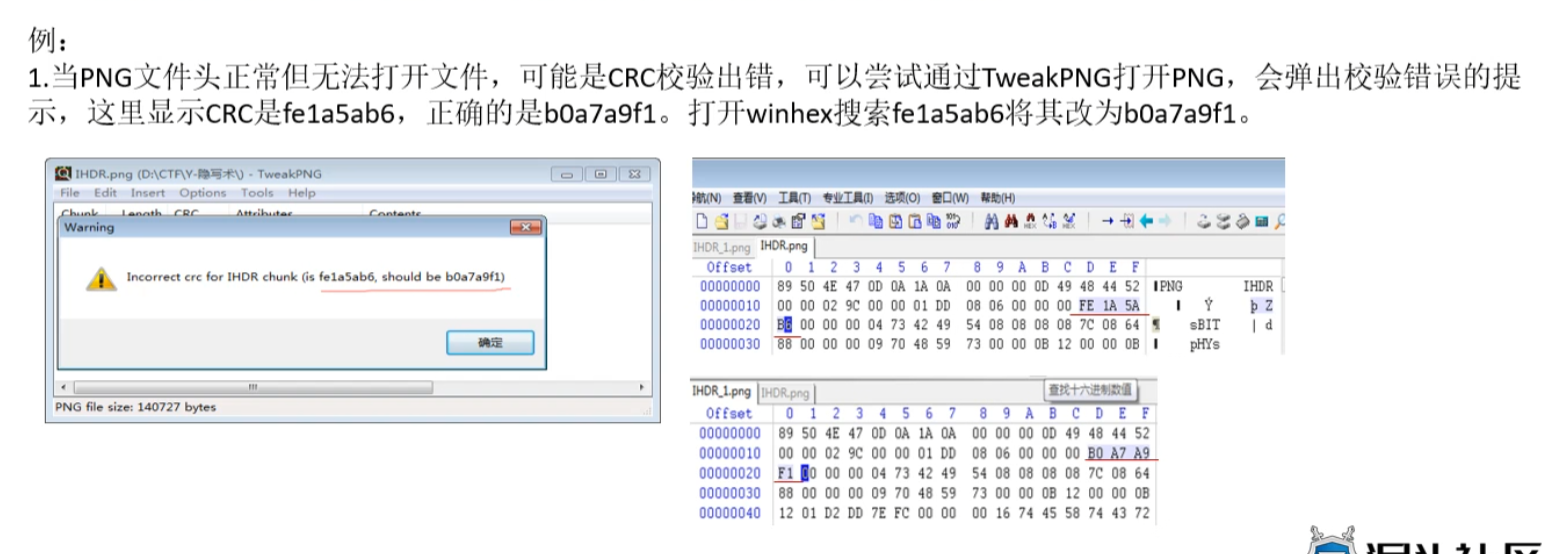 例：
1.当PNG文件头正常但无法打开文件，可能是CRC校验出错，可以尝试通过TweakPNG打开PNG，会弹出校验错误的提
示，这里显示CRC是fe1a5ab6，正确的是b0a7a9f1。打开winhex搜索fe1a5ab6将其改为b0a7a9f1。
IHDR.png (D:\CTF\Y-隐写术\) - TweakPNG
File Edit Insert Options Tools Help
Chunk Length CRC Attributes Contents
Warning
Incorrect crc for IHDR chunk (is fe1a5ab6, should be b0a7a9f1)
确定
PNG file size: 140727 bytes
航(N) 查看(V) 工具(T) 专业工具(I) 选项(O) 窗口(W) 帮助(H)
IHDR_1.png IHDR.png
Offset 0 1 2 3 4 5 6 7 8 9 A B C D E F
00000000 89 50 4E 47 0D 0A 1A 0A 00 00 00 0D 49 48 44 52 PNG IHDR
00000010 00 00 02 9C 00 00 01 DD 08 06 00 00 00 FE 1A 5A Ý þ Z
00000020 B6 00 00 00 04 73 42 49 54 08 08 08 08 7C 08 64 ¶ sBIT | d
00000030 88 00 00 00 09 70 48 59 73 00 00 0B 12 00 00 0B pHYs
IHDR_1.png IHDR.png
查找十六进制数值
Offset 0 1 2 3 4 5 6 7 8 9 A B C D E F
00000000 89 50 4E 47 0D 0A 1A 0A 00 00 00 0D 49 48 44 52
00000010 00 00 02 9C 00 00 01 DD 08 06 00 00 00 B0 A7 A9
00000020 F1 00 00 00 04 73 42 49 54 08 08 08 08 7C 08 64
00000030 88 00 00 00 09 70 48 59 73 00 00 0B 12 00 00 0B
00000040 12 01 D2 DD 7E FC 00 00 00 16 74 45 58 74 43 72